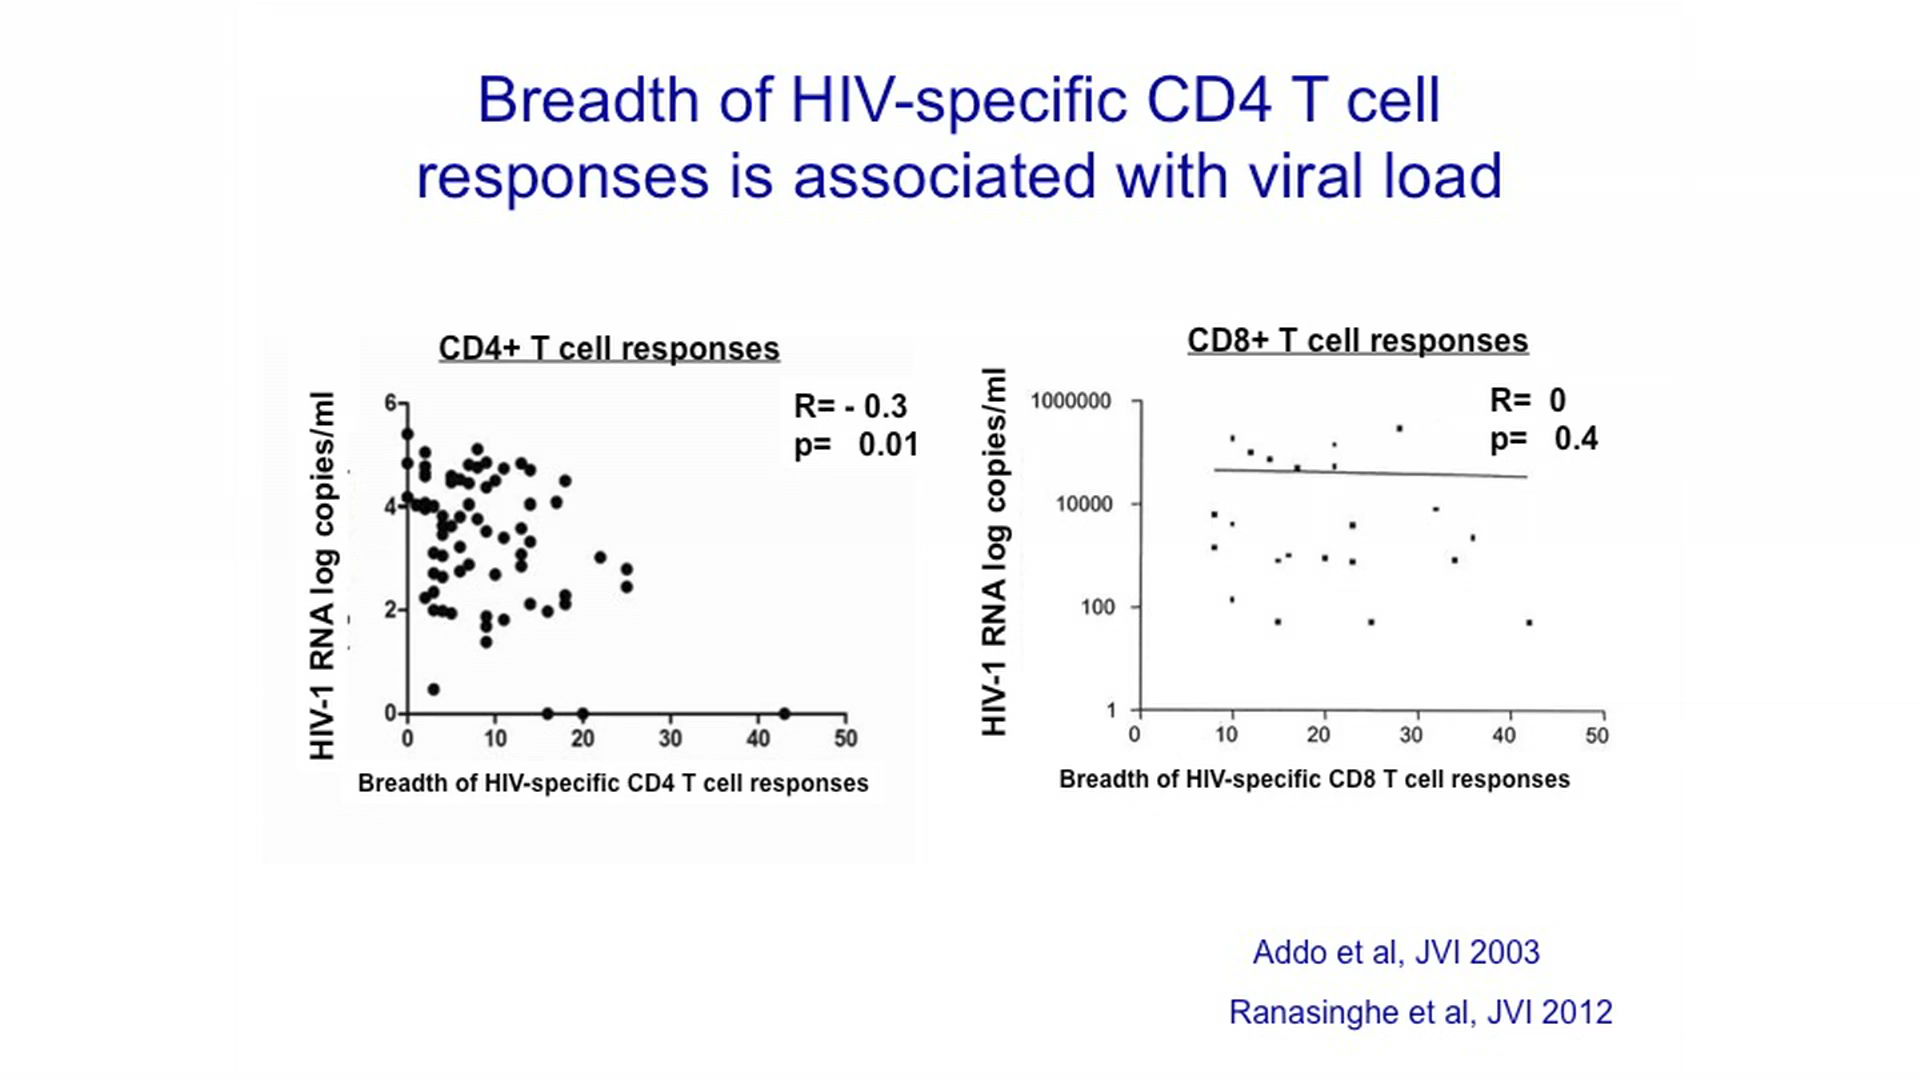 Breadth of HIV-specific CD4 T cell
responses is associated with viral load
CD4+ T cell responses
R= - 0.3
p= 0.01
HIV-1 RNA log copies/ml
6
4
2
0
0 10 20 30 40 50
Breadth of HIV-specific CD4 T cell responses
CD8+ T cell responses
R= 0
p= 0.4
HIV-1 RNA log copies/ml
1000000
10000
100
1
0 10 20 30 40 50
Breadth of HIV-specific CD8 T cell responses
Addo et al, JVI 2003
Ranasinghe et al, JVI 2012